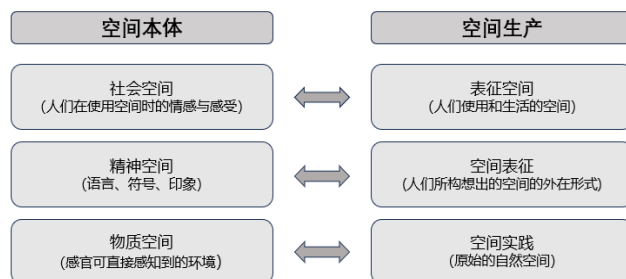 空间本体
空间生产
社会空间
(人们在使用空间时的情感与感受)
表征空间
(人们使用和生活的空间)
精神空间
(语言、符号、印象)
空间表征
(人们所构想出的空间的外在形式)
物质空间
(感官可直接感知到的环境)
空间实践
(原始的自然空间)